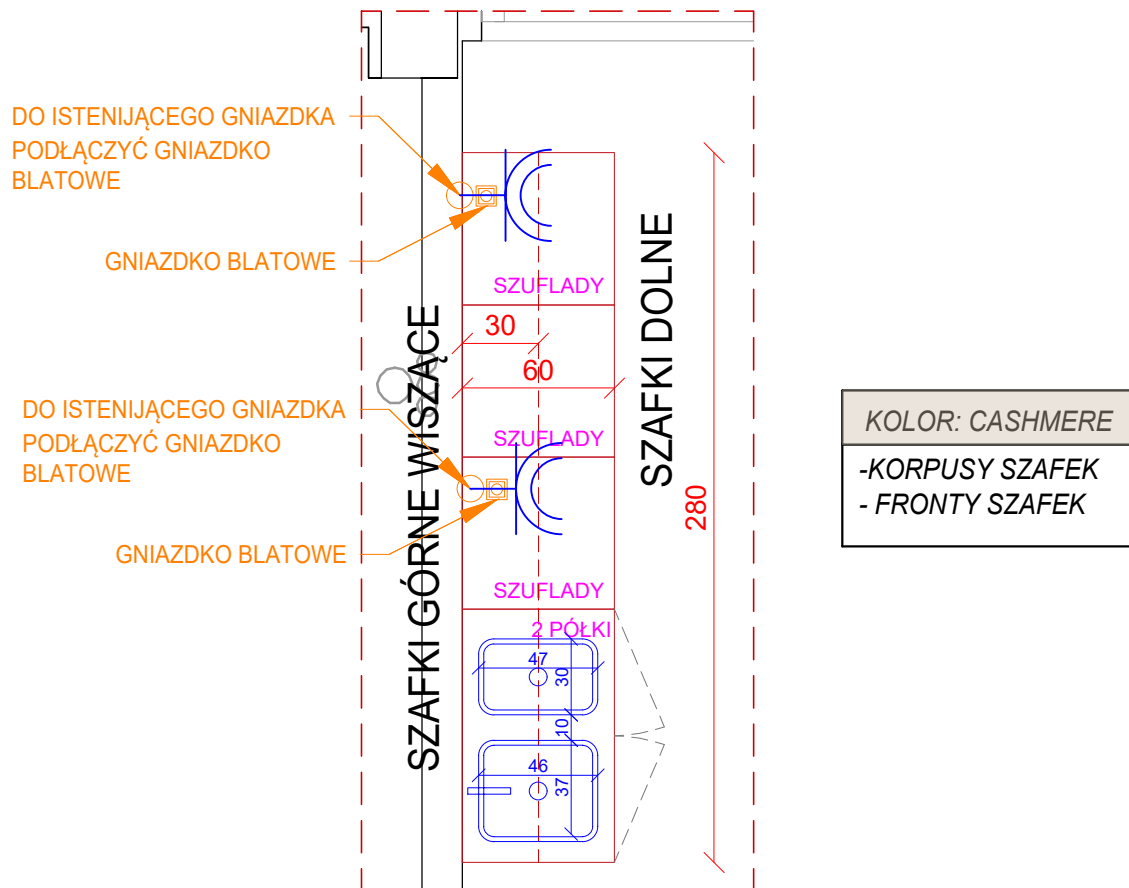 DO ISTENIJĄCEGO GNIAZDKA
PODŁĄCZYĆ GNIAZDKO
BLATOWE
GNIAZDKO BLATOWE
SZUFLADY
30
60
SZAFKI GÓRNE WISZĄCE
SZAFKI DOLNE
280
DO ISTENIJĄCEGO GNIAZDKA
PODŁĄCZYĆ GNIAZDKO
BLATOWE
GNIAZDKO BLATOWE
SZUFLADY
SZUFLADY
2 PÓŁKI
47
30
10
46
37
KOLOR: CASHMERE
-KORPUSY SZAFEK
- FRONTY SZAFEK